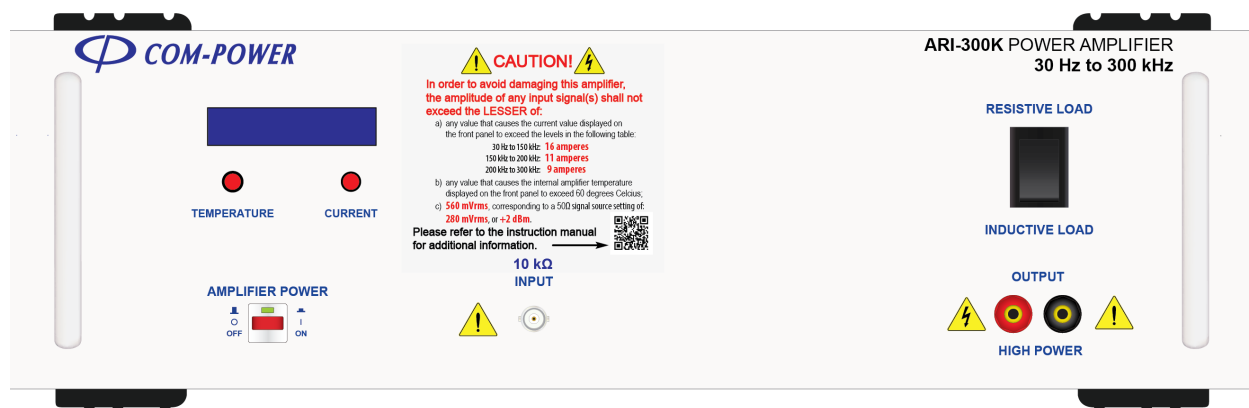 COM-POWER
ARI-300K POWER AMPLIFIER
30 Hz to 300 kHz
CAUTION!
In order to avoid damaging this amplifier,
the amplitude of any input signal(s) shall not
exceed the LESSER of:
a) any value that causes the current value displayed on
the front panel to exceed the levels in the following table:
30 Hz to 150 kHz: 16 amperes
150 kHz to 200 kHz: 11 amperes
200 kHz to 300 kHz: 9 amperes
b) any value that causes the internal amplifier temperature
displayed on the front panel to exceed 60 degrees Celcius;
c) 560 mVrms, corresponding to a 50Ω signal source setting of:
280 mVrms, or +2 dBm.
Please refer to the instruction manual
for additional information.
TEMPERATURE
CURRENT
AMPLIFIER POWER
O
OFF
I
ON
10 kΩ
INPUT
RESISTIVE LOAD
INDUCTIVE LOAD
OUTPUT
HIGH POWER